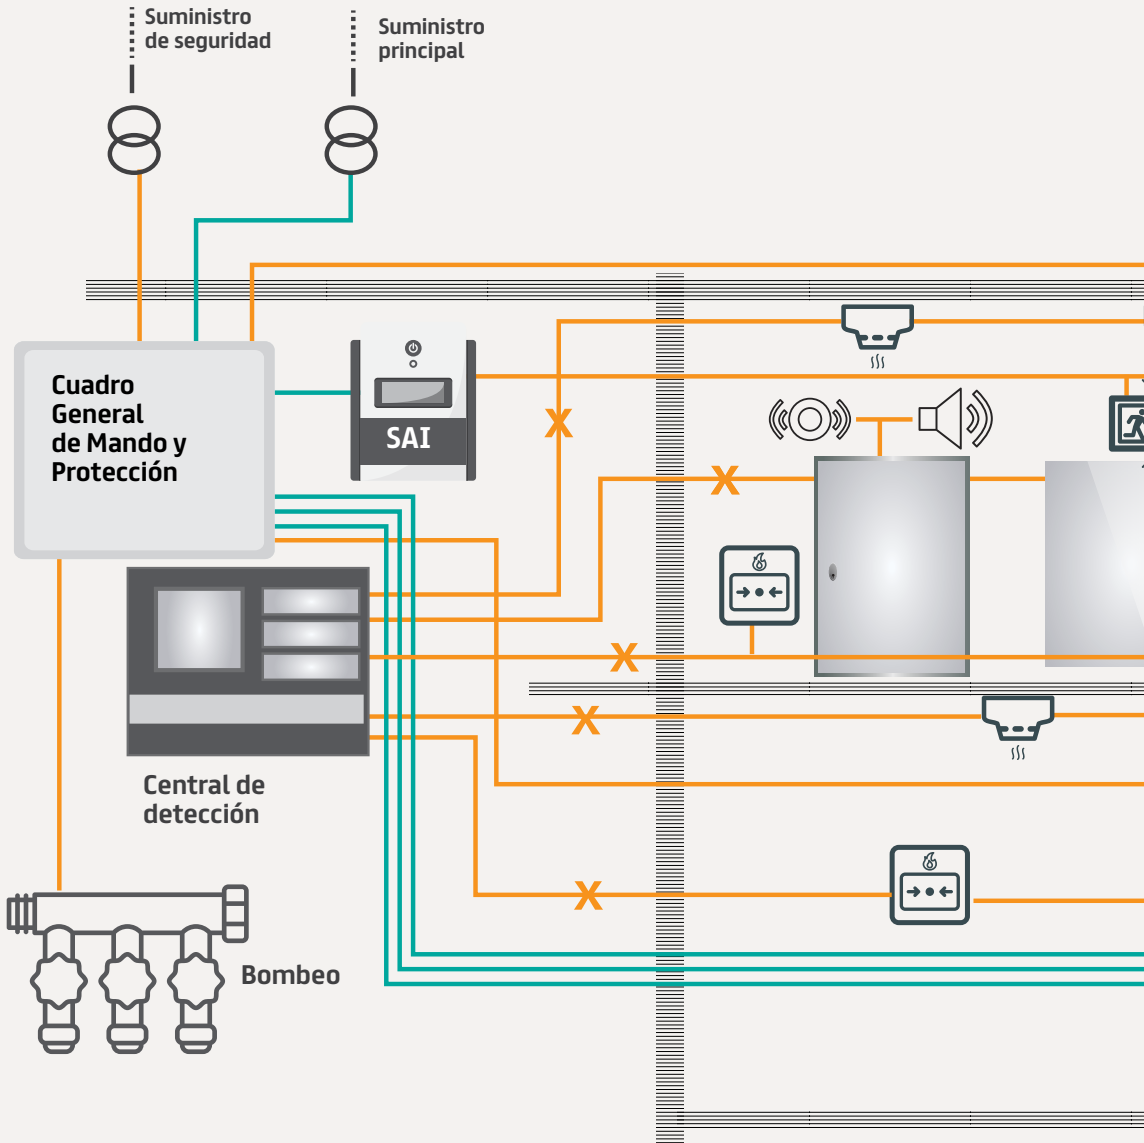 Suministro
de seguridad
Suministro
principal
Cuadro
General
de Mando y
Protección
SAI
X
X
X
X
X
Central de
detección
Bombeo